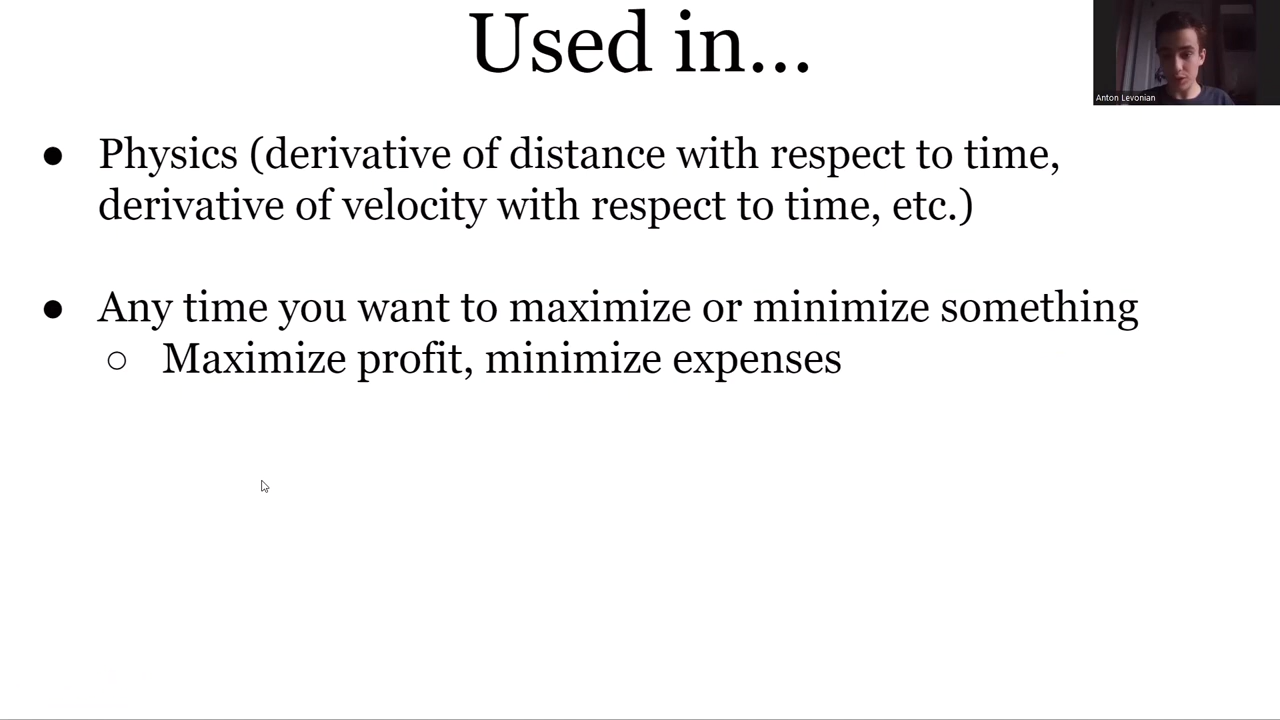 Used in...
Anton Levonian
● Physics (derivative of distance with respect to time,
derivative of velocity with respect to time, etc.)
● Any time you want to maximize or minimize something
○ Maximize profit, minimize expenses